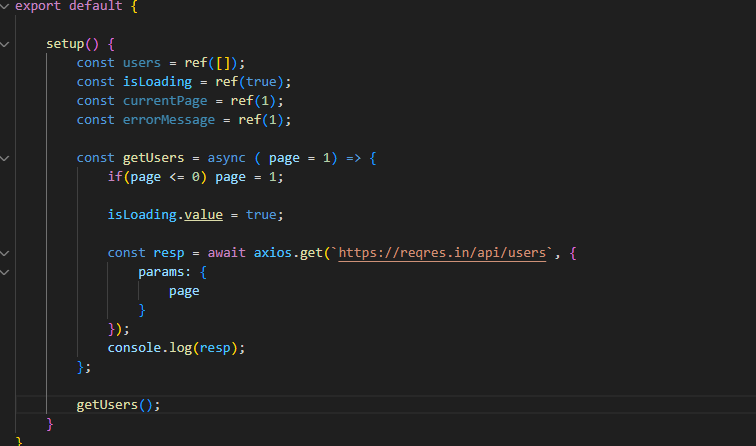 export default {
setup() {
const users = ref([]);
const isLoading = ref(true);
const currentPage = ref(1);
const errorMessage = ref(1);
const getUsers = async ( page = 1) => {
if(page <= 0) page = 1;
isLoading.value = true;
const resp = await axios.get(`https://reqres.in/api/users`, {
params: {
page
}
});
console.log(resp);
};
getUsers();
}
}